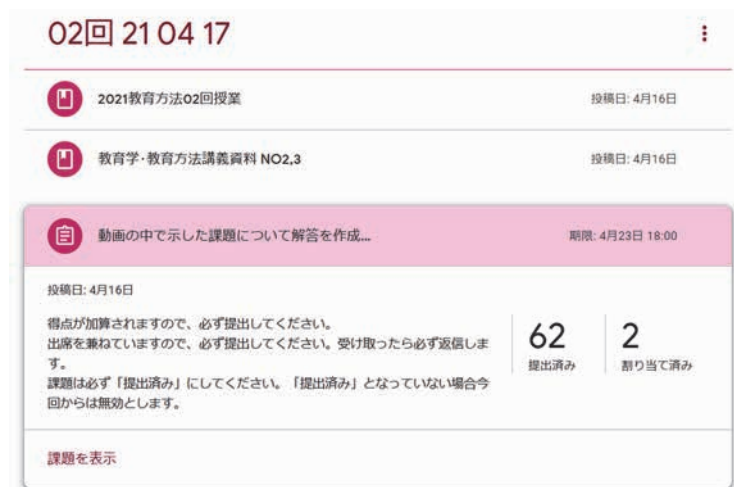 02回 21 04 17
2021教育方法02回授業
投稿日: 4月16日
教育学・教育方法講義資料 NO2,3
投稿日: 4月16日
動画の中で示した課題について解答を作成...
期限: 4月23日 18:00
投稿日: 4月16日
得点が加算されますので、必ず提出してください。
出席を兼ねていますので、必ず提出してください。受け取ったら必ず返信しま
す。
課題は必ず「提出済み」にしてください。「提出済み」となっていない場合今
回からは無効とします。
62
提出済み
2
割り当て済み
課題を表示